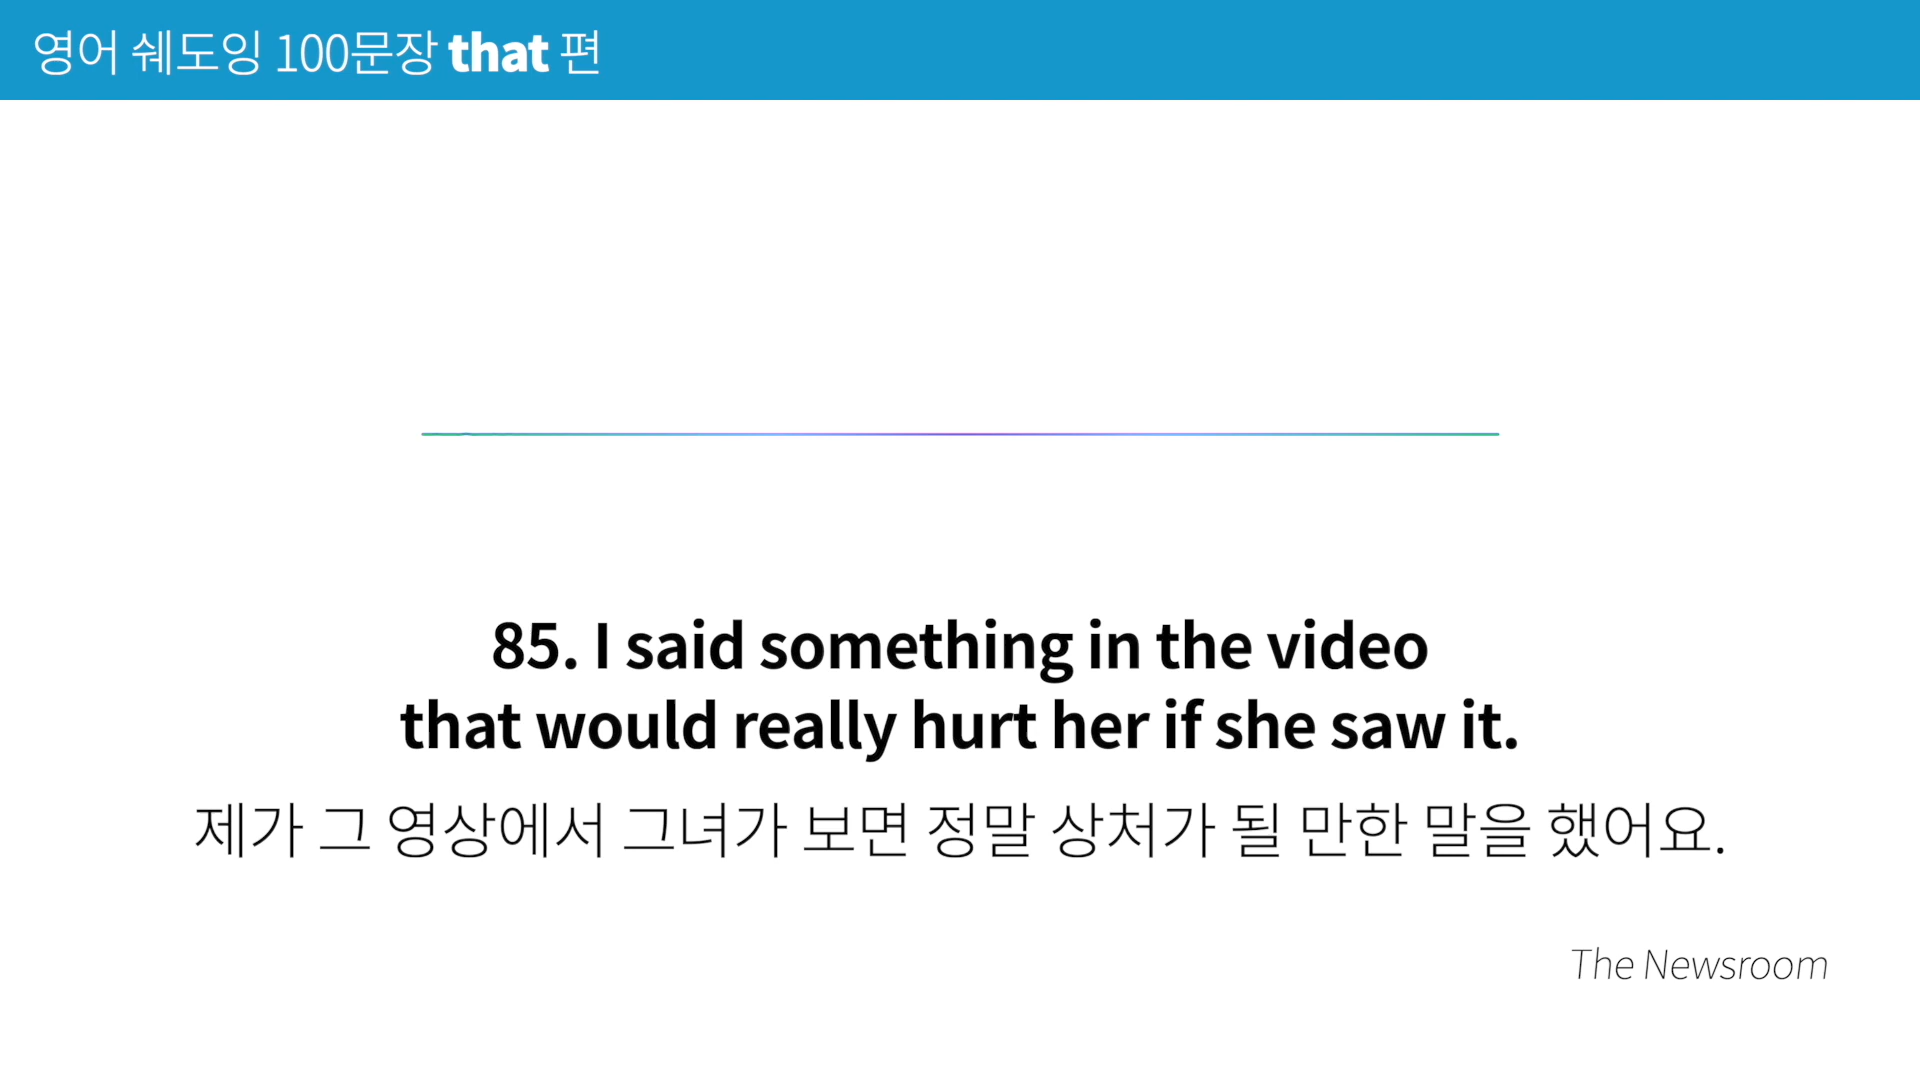 영어 쉐도잉 100문장 that 편
85. I said something in the video
that would really hurt her if she saw it.
제가 그 영상에서 그녀가 보면 정말 상처가 될 만한 말을 했어요.
The Newsroom